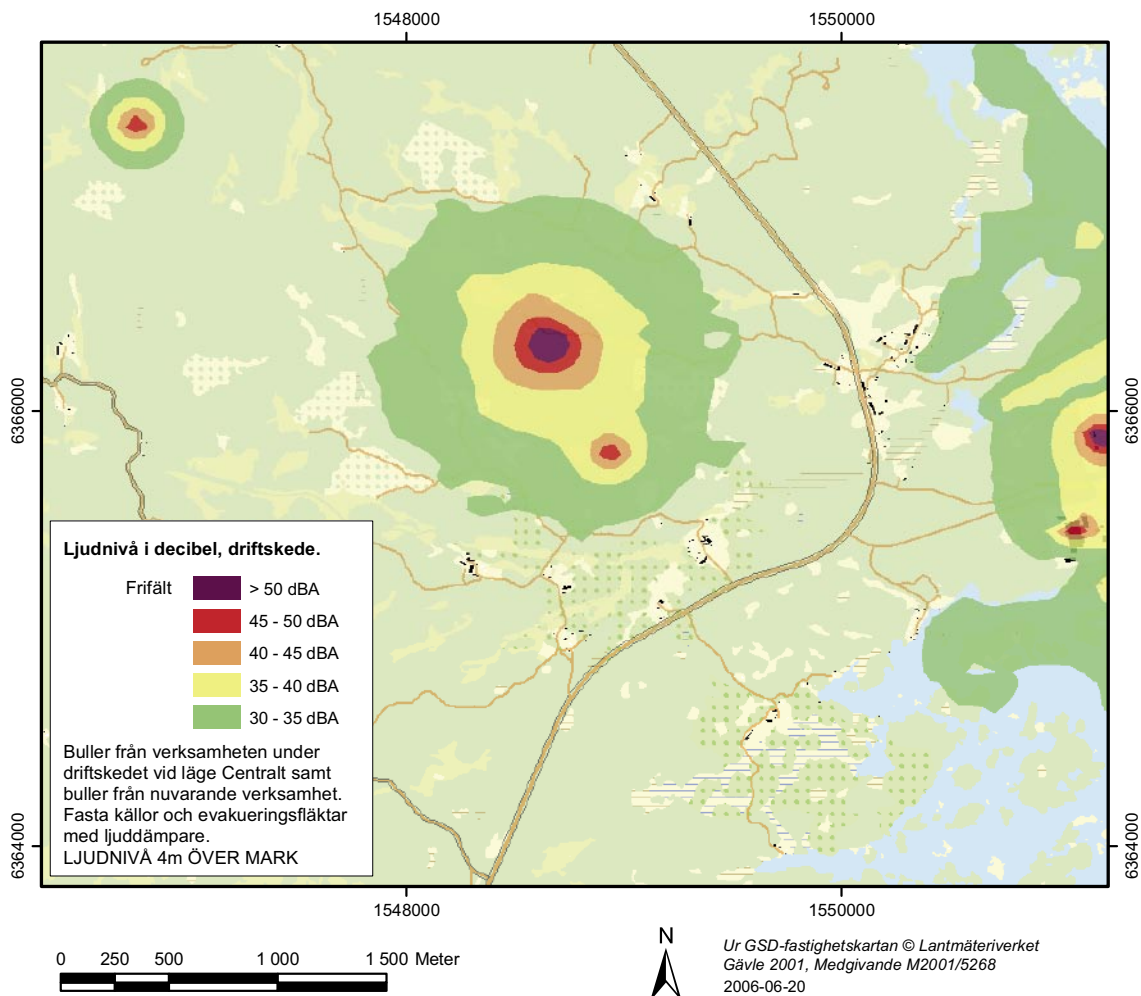 1548000
1550000
6366000
6366000
Ljudnivå i decibel, driftskede.
Frifält
> 50 dBA
45 - 50 dBA
40 - 45 dBA
35 - 40 dBA
30 - 35 dBA
Buller från verksamheten under
driftskedet vid läge Centralt samt
buller från nuvarande verksamhet.
Fasta källor och evakueringsfläktar
med ljuddämpare.
LJUDNIVÅ 4m ÖVER MARK
6364000
6364000
1548000
1550000
0 250 500 1 000 1 500 Meter
N
Ur GSD-fastighetskartan © Lantmäteriverket
Gävle 2001, Medgivande M2001/5268
2006-06-20